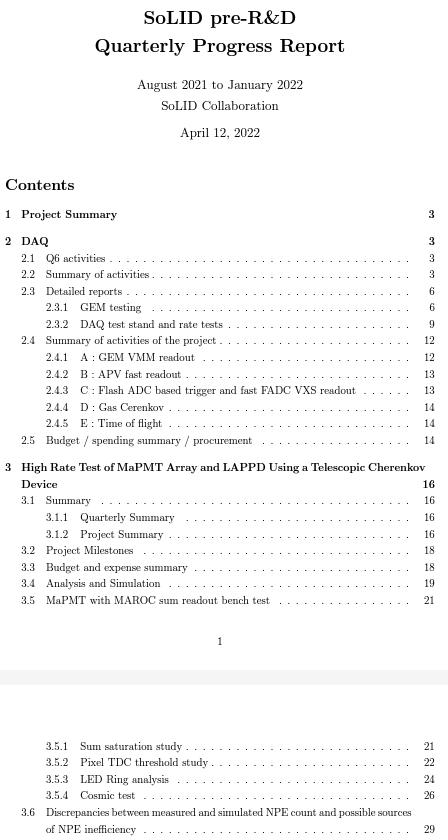 SoLID pre-R&D
Quarterly Progress Report
August 2021 to January 2022
SoLID Collaboration
April 12, 2022
Contents
1 Project Summary 3
2 DAQ 3
2.1 Q6 activities . . . . . . . . . . . . . . . . . . . . . . . . . . . . . . . . 3
2.2 Summary of activities . . . . . . . . . . . . . . . . . . . . . . . . . . . 3
2.3 Detailed reports . . . . . . . . . . . . . . . . . . . . . . . . . . . . . . 6
2.3.1 GEM testing . . . . . . . . . . . . . . . . . . . . . . . . . . . 6
2.3.2 DAQ test stand and rate tests . . . . . . . . . . . . . . . . . . . 9
2.4 Summary of activities of the project . . . . . . . . . . . . . . . . . . . . 12
2.4.1 A : GEM VMM readout . . . . . . . . . . . . . . . . . . . . . 12
2.4.2 B : APV fast readout . . . . . . . . . . . . . . . . . . . . . . . 13
2.4.3 C : Flash ADC based trigger and fast FADC VXS readout . . . . . . 13
2.4.4 D : Gas Cerenkov . . . . . . . . . . . . . . . . . . . . . . . . 14
2.4.5 E : Time of flight . . . . . . . . . . . . . . . . . . . . . . . . 14
2.5 Budget / spending summary / procurement . . . . . . . . . . . . . . . . 14
3 High Rate Test of MaPMT Array and LAPPD Using a Telescopic Cherenkov
Device 16
3.1 Summary . . . . . . . . . . . . . . . . . . . . . . . . . . . . . . . . . 16
3.1.1 Quarterly Summary . . . . . . . . . . . . . . . . . . . . . . . 16
3.1.2 Project Summary . . . . . . . . . . . . . . . . . . . . . . . . 16
3.2 Project Milestones . . . . . . . . . . . . . . . . . . . . . . . . . . . . 18
3.3 Budget and expense summary . . . . . . . . . . . . . . . . . . . . . . 18
3.4 Analysis and Simulation . . . . . . . . . . . . . . . . . . . . . . . . . 19
3.5 MaPMT with MAROC sum readout bench test . . . . . . . . . . . . . . 21
1
3.5.1 Sum saturation study . . . . . . . . . . . . . . . . . . . . . . . 21
3.5.2 Pixel TDC threshold study . . . . . . . . . . . . . . . . . . . . 22
3.5.3 LED Ring analysis . . . . . . . . . . . . . . . . . . . . . . . . 24
3.5.4 Cosmic test . . . . . . . . . . . . . . . . . . . . . . . . . . . 26
3.6 Discrepancies between measured and simulated NPE count and possible sources
of NPE inefficiency . . . . . . . . . . . . . . . . . . . . . . . . . . . . 29